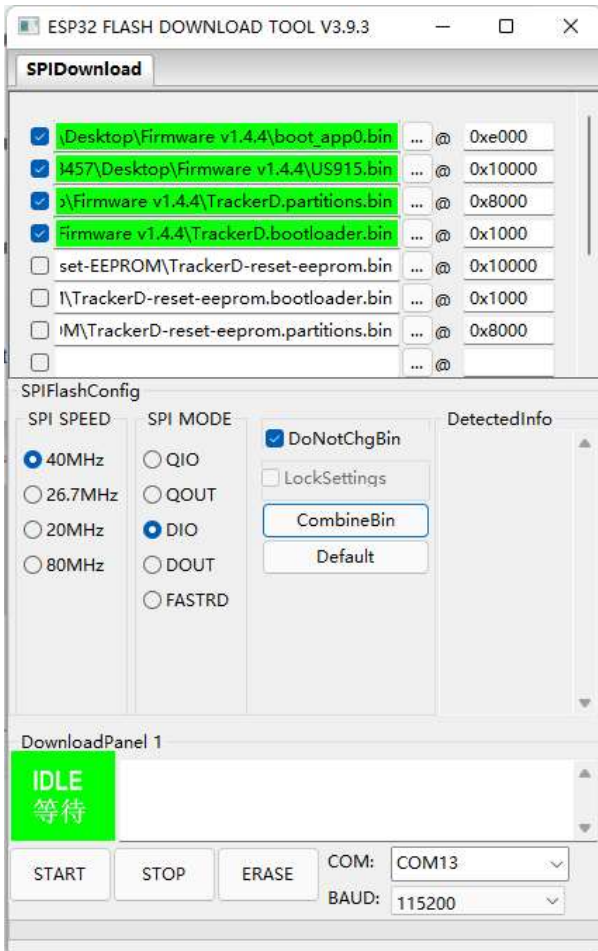 ESP32 FLASH DOWNLOAD TOOL V3.9.3
SPIDownload
\Desktop\Firmware v1.4.4\boot_app0.bin ... @ 0xe000
3457\Desktop\Firmware v1.4.4\US915.bin ... @ 0x10000
\Firmware v1.4.4\TrackerD.partitions.bin ... @ 0x8000
Firmware v1.4.4\TrackerD.bootloader.bin ... @ 0x1000
set-EEPROM\TrackerD-reset-eeprom.bin ... @ 0x10000
\TrackerD-reset-eeprom.bootloader.bin ... @ 0x1000
M\TrackerD-reset-eeprom.partitions.bin ... @ 0x8000
... @
SPIFlashConfig
SPI SPEED
40MHz
26.7MHz
20MHz
80MHz
SPI MODE
QIO
QOUT
DIO
DOUT
FASTRD
DoNotChgBin
LockSettings
CombineBin
Default
DetectedInfo
DownloadPanel 1
IDLE
等待
START STOP ERASE
COM: COM13
BAUD: 115200